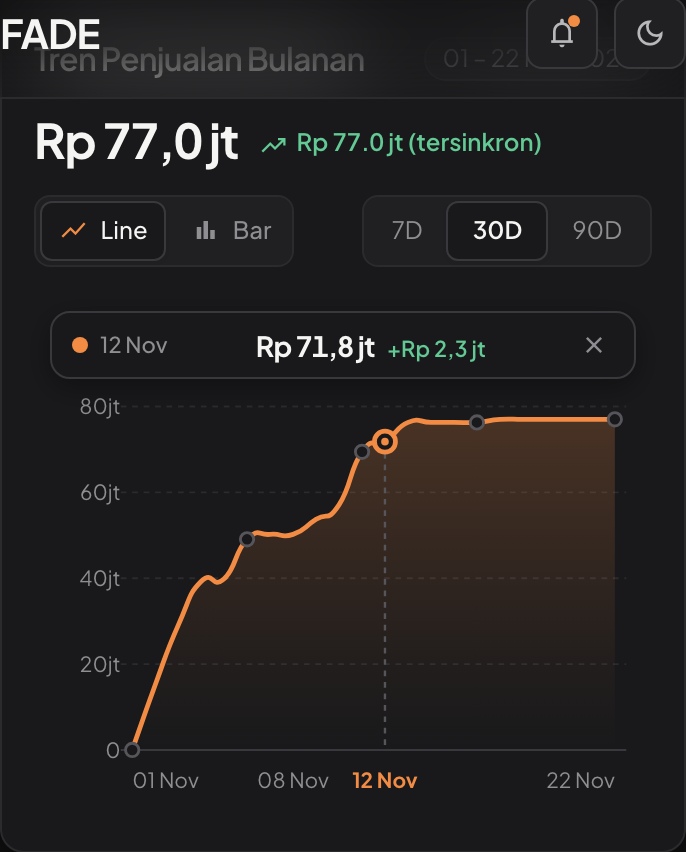 FADE
Tren Penjualan Bulanan
01 – 22
Rp 77,0 jt
Rp 77.0 jt (tersinkron)
Line Bar 7D 30D 90D
12 Nov Rp 71,8 jt +Rp 2,3 jt
80jt
60jt
40jt
20jt
0
01 Nov 08 Nov 12 Nov 22 Nov